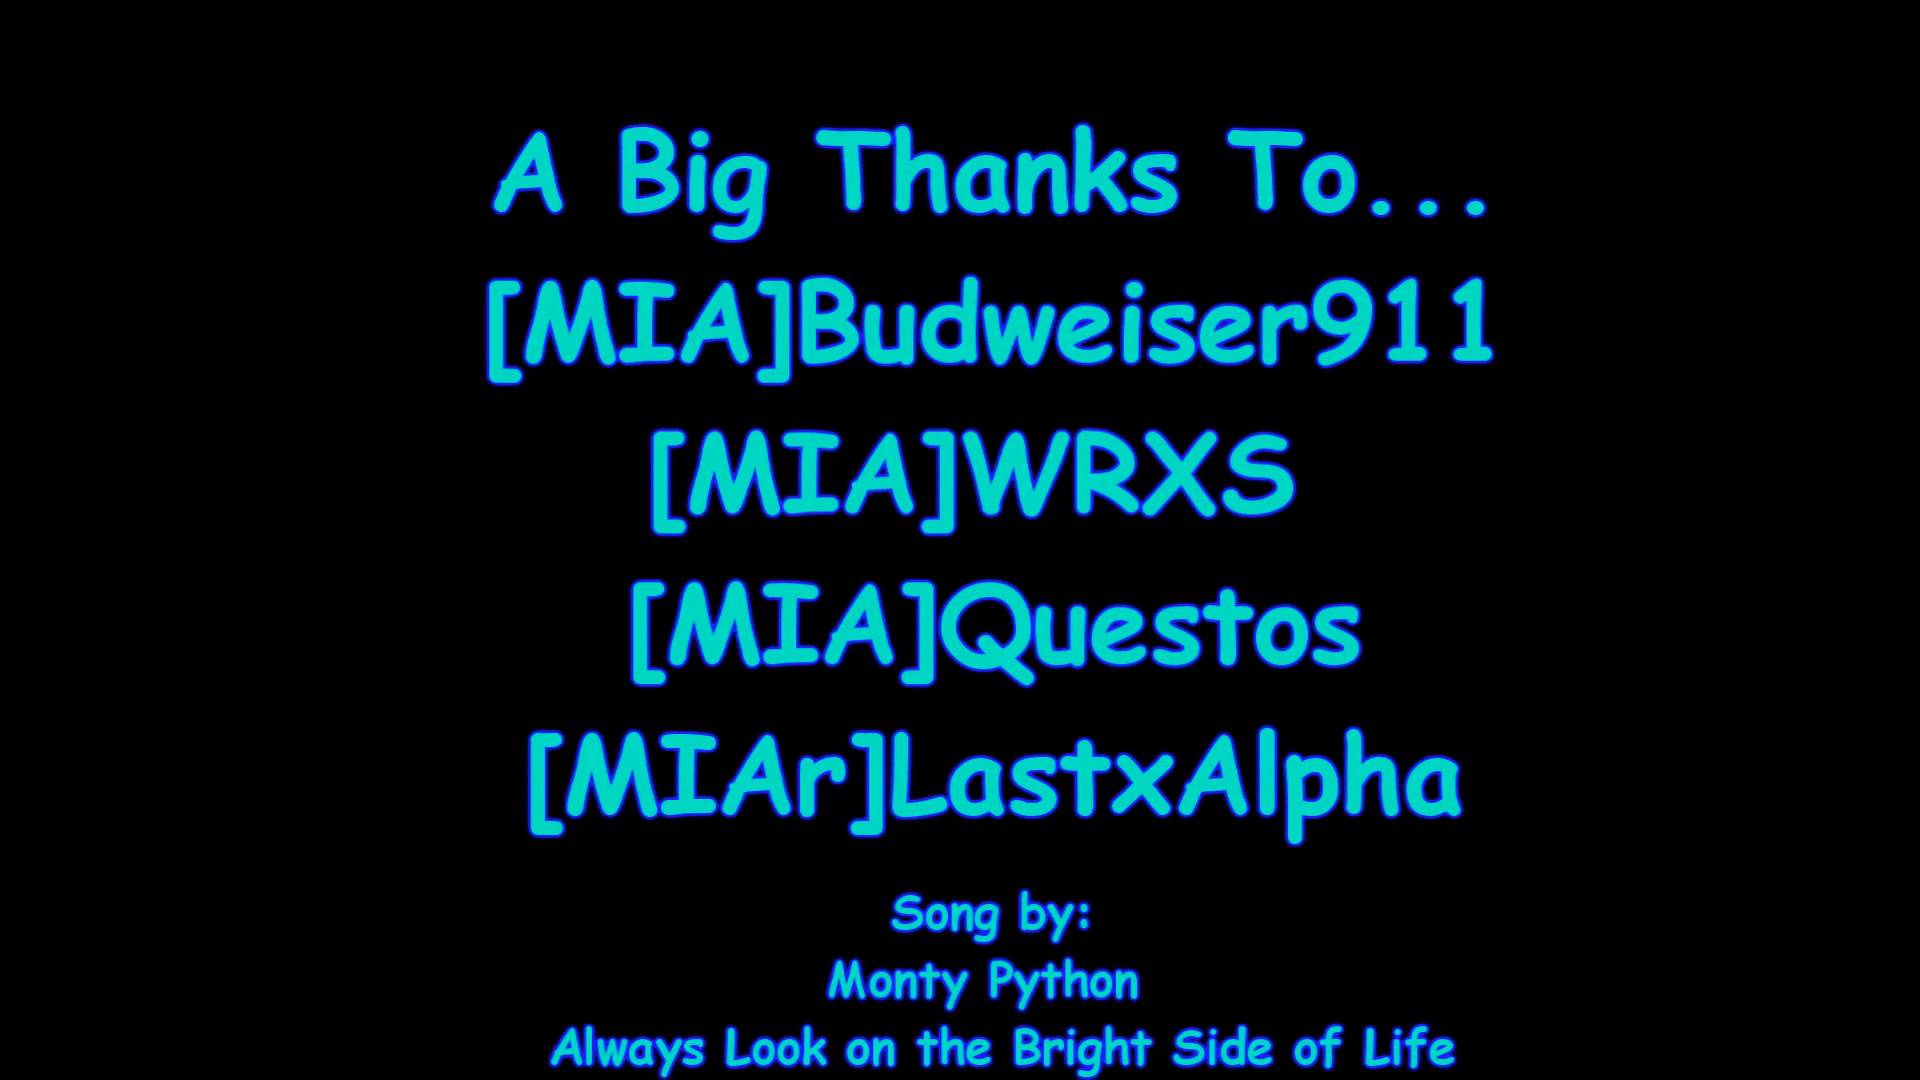 A Big Thanks To...
[MIA]Budweiser911
[MIA]WRXS
[MIA]Questos
[MIAr]LastxAlpha
Song by:
Monty Python
Always Look on the Bright Side of Life